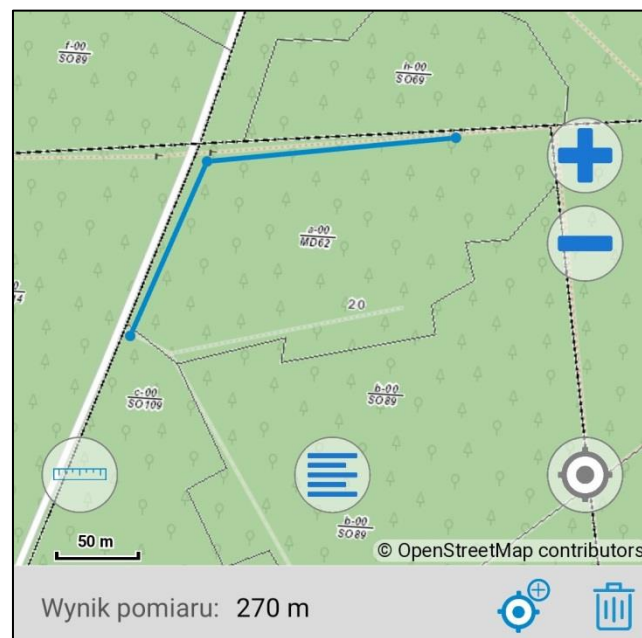 f-00
SO89
h-00
SO69
a-00
MD62
20
c-00
SO109
b-00
SO89
b-00
SO89
50 m
© OpenStreetMap contributors
Wynik pomiaru: 270 m